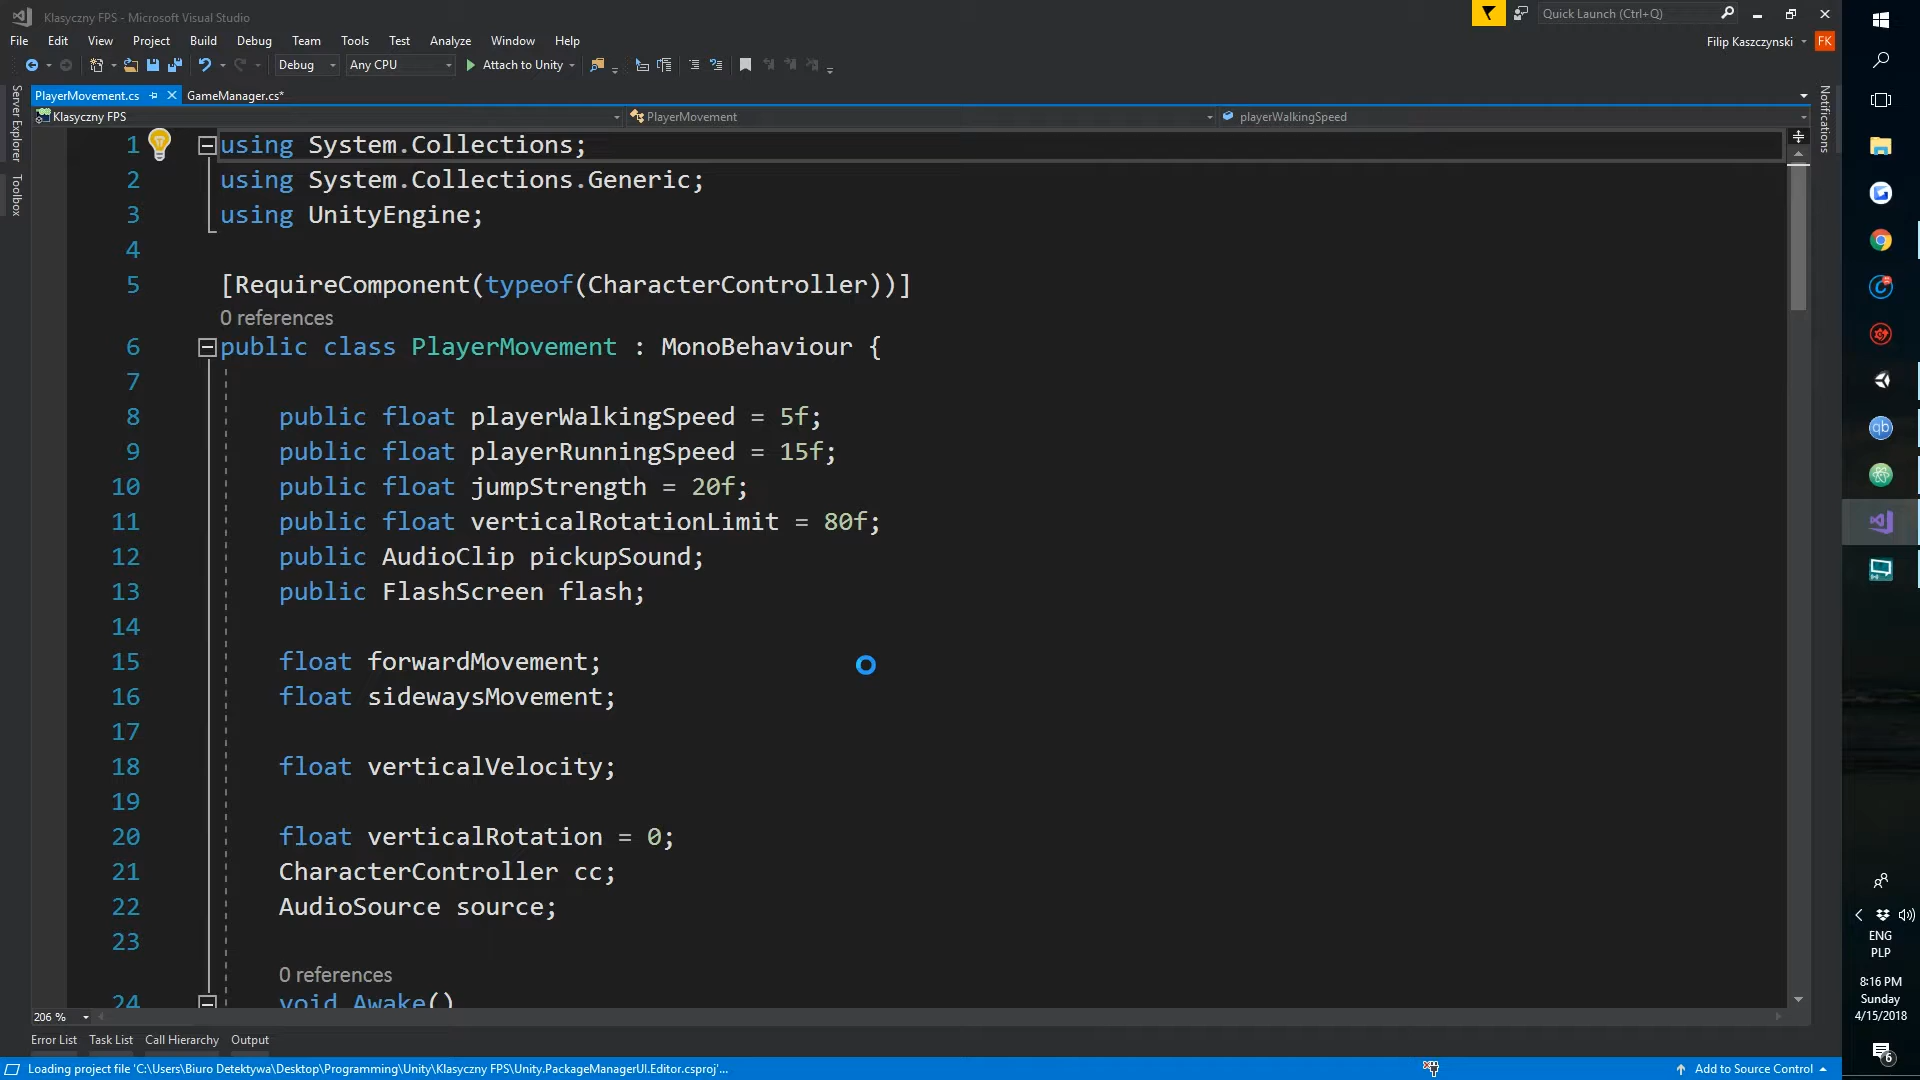 Klasyczny FPS - Microsoft Visual Studio
Quick Launch (Ctrl+Q)
File Edit View Project Build Debug Team Tools Test Analyze Window Help
Filip Kaszczynski FK
Debug Any CPU Attach to Unity
PlayerMovement.cs GameManager.cs*
Klasyczny FPS PlayerMovement playerWalkingSpeed
Server Explorer
Toolbox
Notifications
1 using System.Collections;
2 using System.Collections.Generic;
3 using UnityEngine;
4
5 [RequireComponent(typeof(CharacterController))]
0 references
6 public class PlayerMovement : MonoBehaviour {
7
8 public float playerWalkingSpeed = 5f;
9 public float playerRunningSpeed = 15f;
10 public float jumpStrength = 20f;
11 public float verticalRotationLimit = 80f;
12 public AudioClip pickupSound;
13 public FlashScreen flash;
14
15 float forwardMovement;
16 float sidewaysMovement;
17
18 float verticalVelocity;
19
20 float verticalRotation = 0;
21 CharacterController cc;
22 AudioSource source;
23
0 references
24 void Awake()
206 %
Error List Task List Call Hierarchy Output
Loading project file 'C:\Users\Biuro Detektywa\Desktop\Programming\Unity\Klasyczny FPS\Unity.PackageManagerUI.Editor.csproj'...
Add to Source Control
qb
ENG
PLP
8:16 PM
Sunday
4/15/2018
6